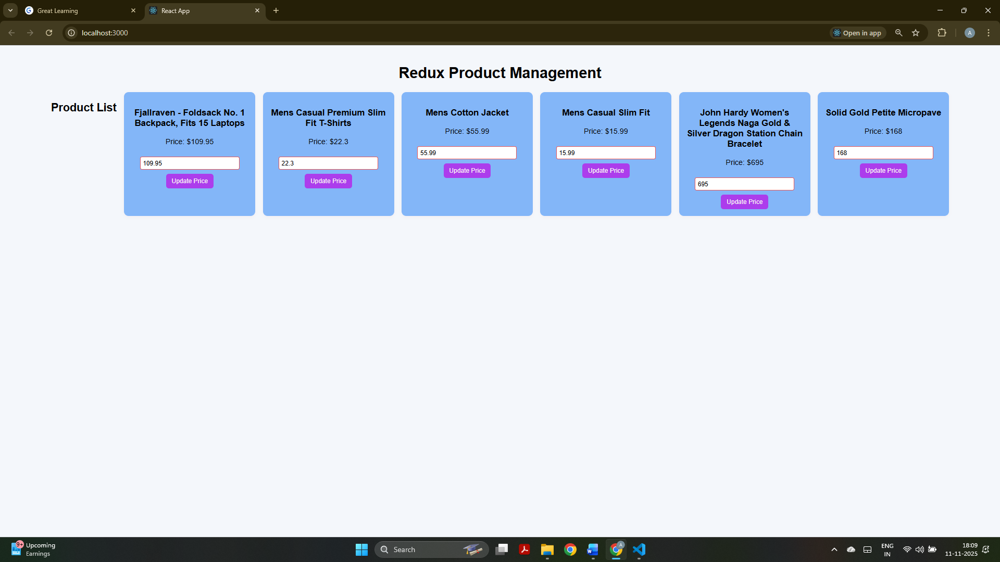 Great Learning
React App
localhost:3000
Open in app
A
Redux Product Management
Product List
Fjallraven - Foldsack No. 1
Backpack, Fits 15 Laptops
Price: $109.95
109.95
Update Price
Mens Casual Premium Slim
Fit T-Shirts
Price: $22.3
22.3
Update Price
Mens Cotton Jacket
Price: $55.99
55.99
Update Price
Mens Casual Slim Fit
Price: $15.99
15.99
Update Price
John Hardy Women's
Legends Naga Gold &
Silver Dragon Station Chain
Bracelet
Price: $695
695
Update Price
Solid Gold Petite Micropave
Price: $168
168
Update Price
9+
Upcoming
Earnings
Search
A
ENG
IN
18:09
11-11-2025